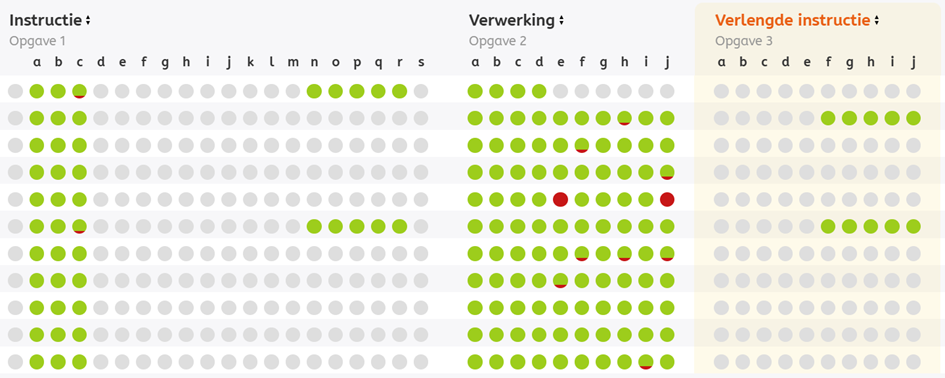 Instructie Verwerking Verlengde instructie
Opgave 1 Opgave 2 Opgave 3
a b c d e f g h i j k l m n o p q r s a b c d e f g h i j a b c d e f g h i j